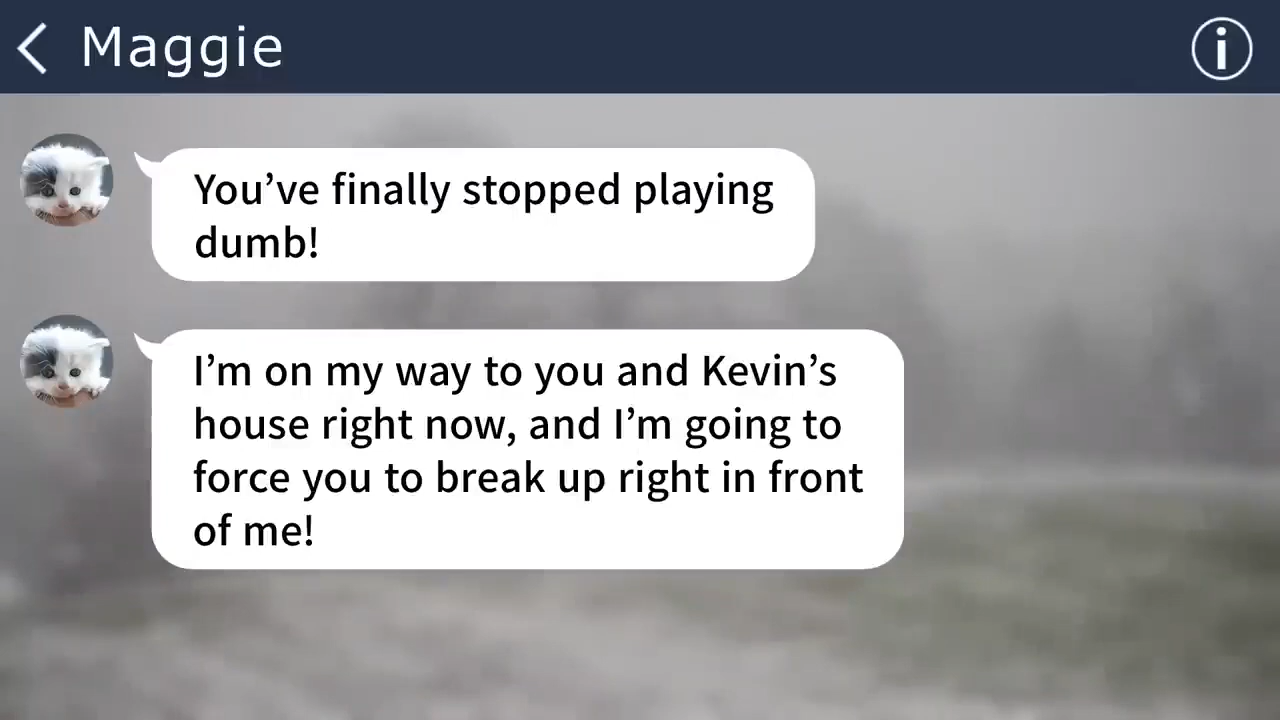 Maggie
You’ve finally stopped playing
dumb!
I’m on my way to you and Kevin’s
house right now, and I’m going to
force you to break up right in front
of me!